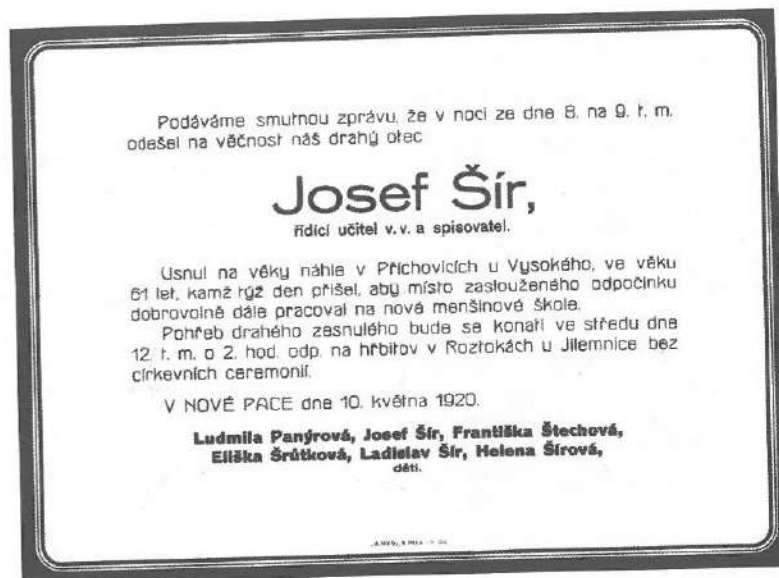 Podáváme smutnou zprávu, že v noci ze dne 8. na 9. t. m.
odešel na věčnost náš drahý otec
Josef Šír,
řídící učitel v. v. a spisovatel.
Usnul na věky náhle v Příchovicích u Vysokého, ve věku
61 let, kamž týž den přišel, aby místo zaslouženého odpočinku
dobrovolně dále pracoval na nové menšinové škole.
Pohřeb drahého zesnulého bude se konati ve středu dne
12. t. m. o 2. hod. odp. na hřbitov v Roztokách u Jilemnice bez
církevních ceremonií.
V NOVÉ PACE dne 10. května 1920.
Ludmila Panýrová, Josef Šír, Františka Štechová,
Eliška Šrůtková, Ladislav Šír, Helena Šírová,
děti.